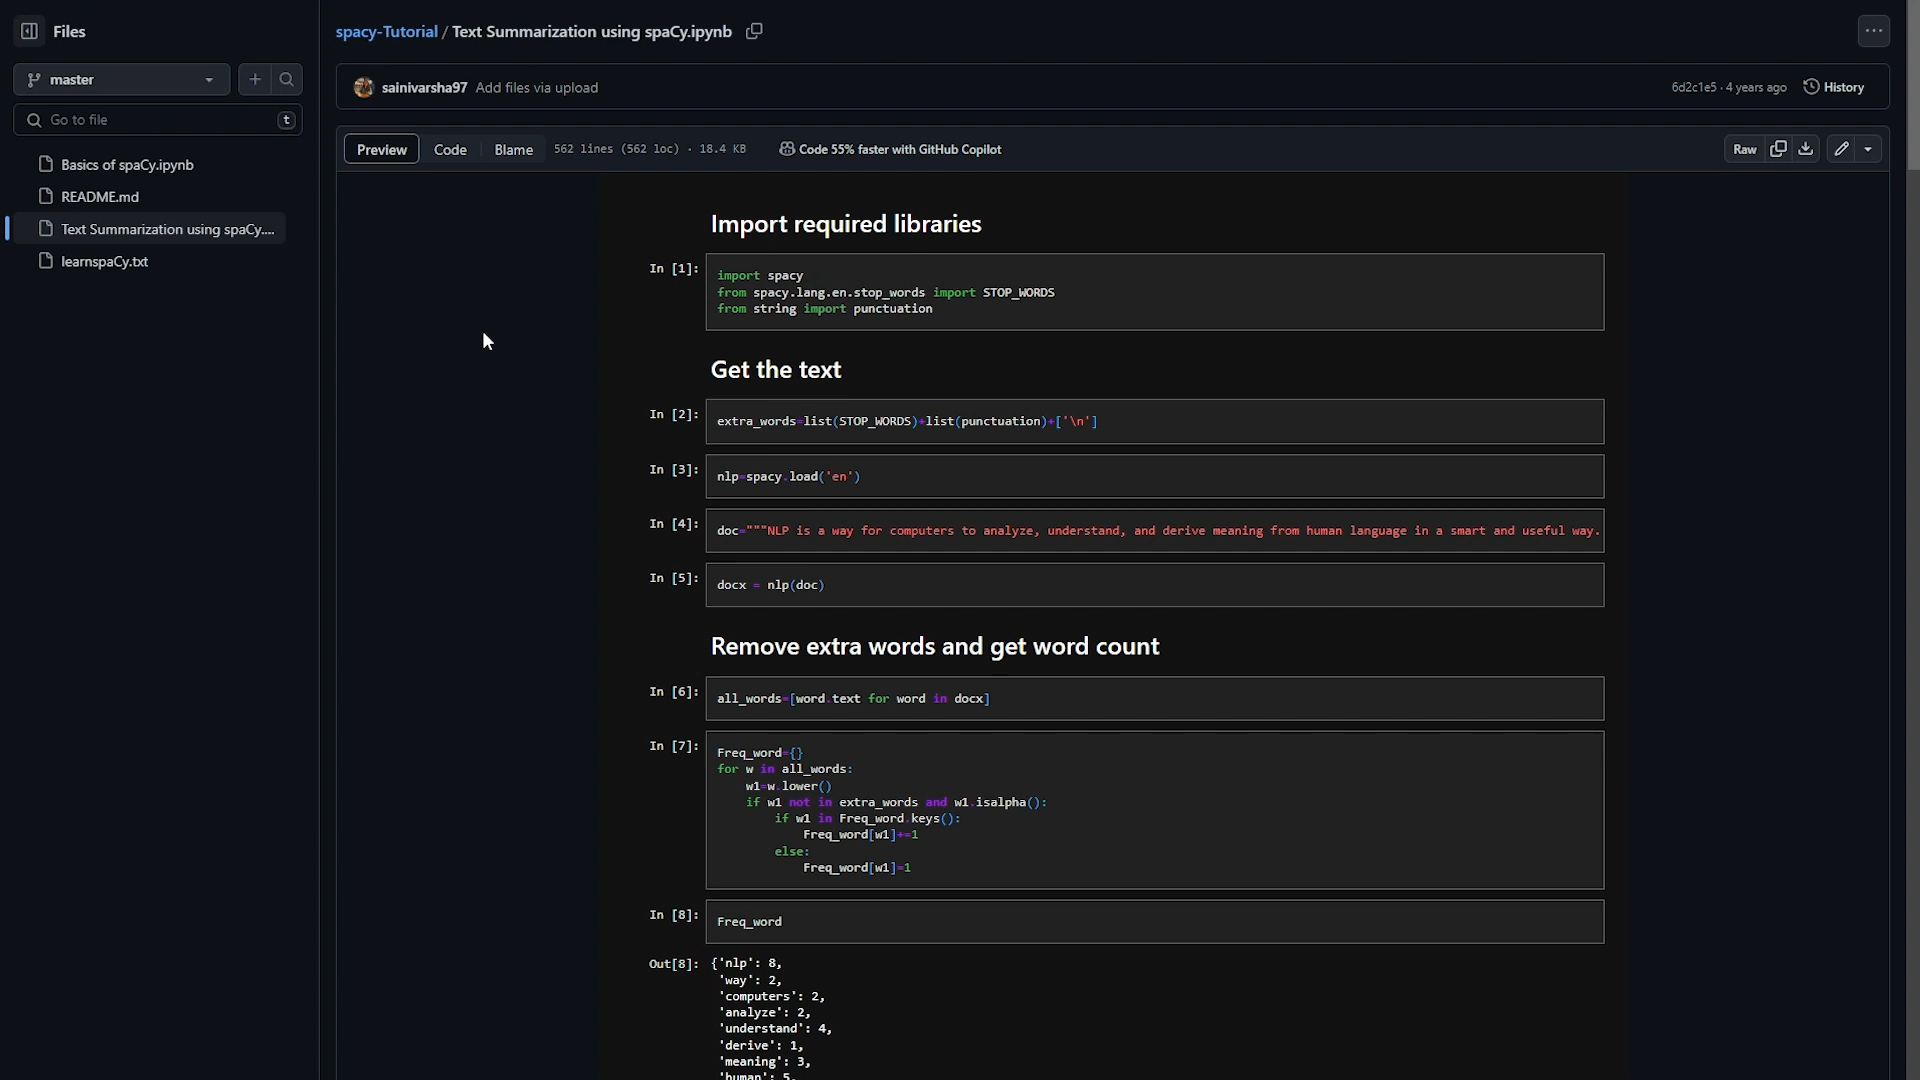 Files
master
Go to file
t
Basics of spaCy.ipynb
README.md
Text Summarization using spaCy....
learnspaCy.txt
spacy-Tutorial / Text Summarization using spaCy.ipynb
sainivarsha97 Add files via upload
6d2c1e5 · 4 years ago History
Preview Code Blame 562 lines (562 loc) · 18.4 KB Code 55% faster with GitHub Copilot
Raw
Import required libraries
In [1]:
import spacy
from spacy.lang.en.stop_words import STOP_WORDS
from string import punctuation
Get the text
In [2]:
extra_words=list(STOP_WORDS)+list(punctuation)+['\n']
In [3]:
nlp=spacy.load('en')
In [4]:
doc="""NLP is a way for computers to analyze, understand, and derive meaning from human language in a smart and useful way.
In [5]:
docx = nlp(doc)
Remove extra words and get word count
In [6]:
all_words=[word.text for word in docx]
In [7]:
Freq_word={}
for w in all_words:
    w1=w.lower()
    if w1 not in extra_words and w1.isalpha():
        if w1 in Freq_word.keys():
            Freq_word[w1]+=1
        else:
            Freq_word[w1]=1
In [8]:
Freq_word
Out[8]: {'nlp': 8,
'way': 2,
'computers': 2,
'analyze': 2,
'understand': 4,
'derive': 1,
'meaning': 3,
'human': 5,